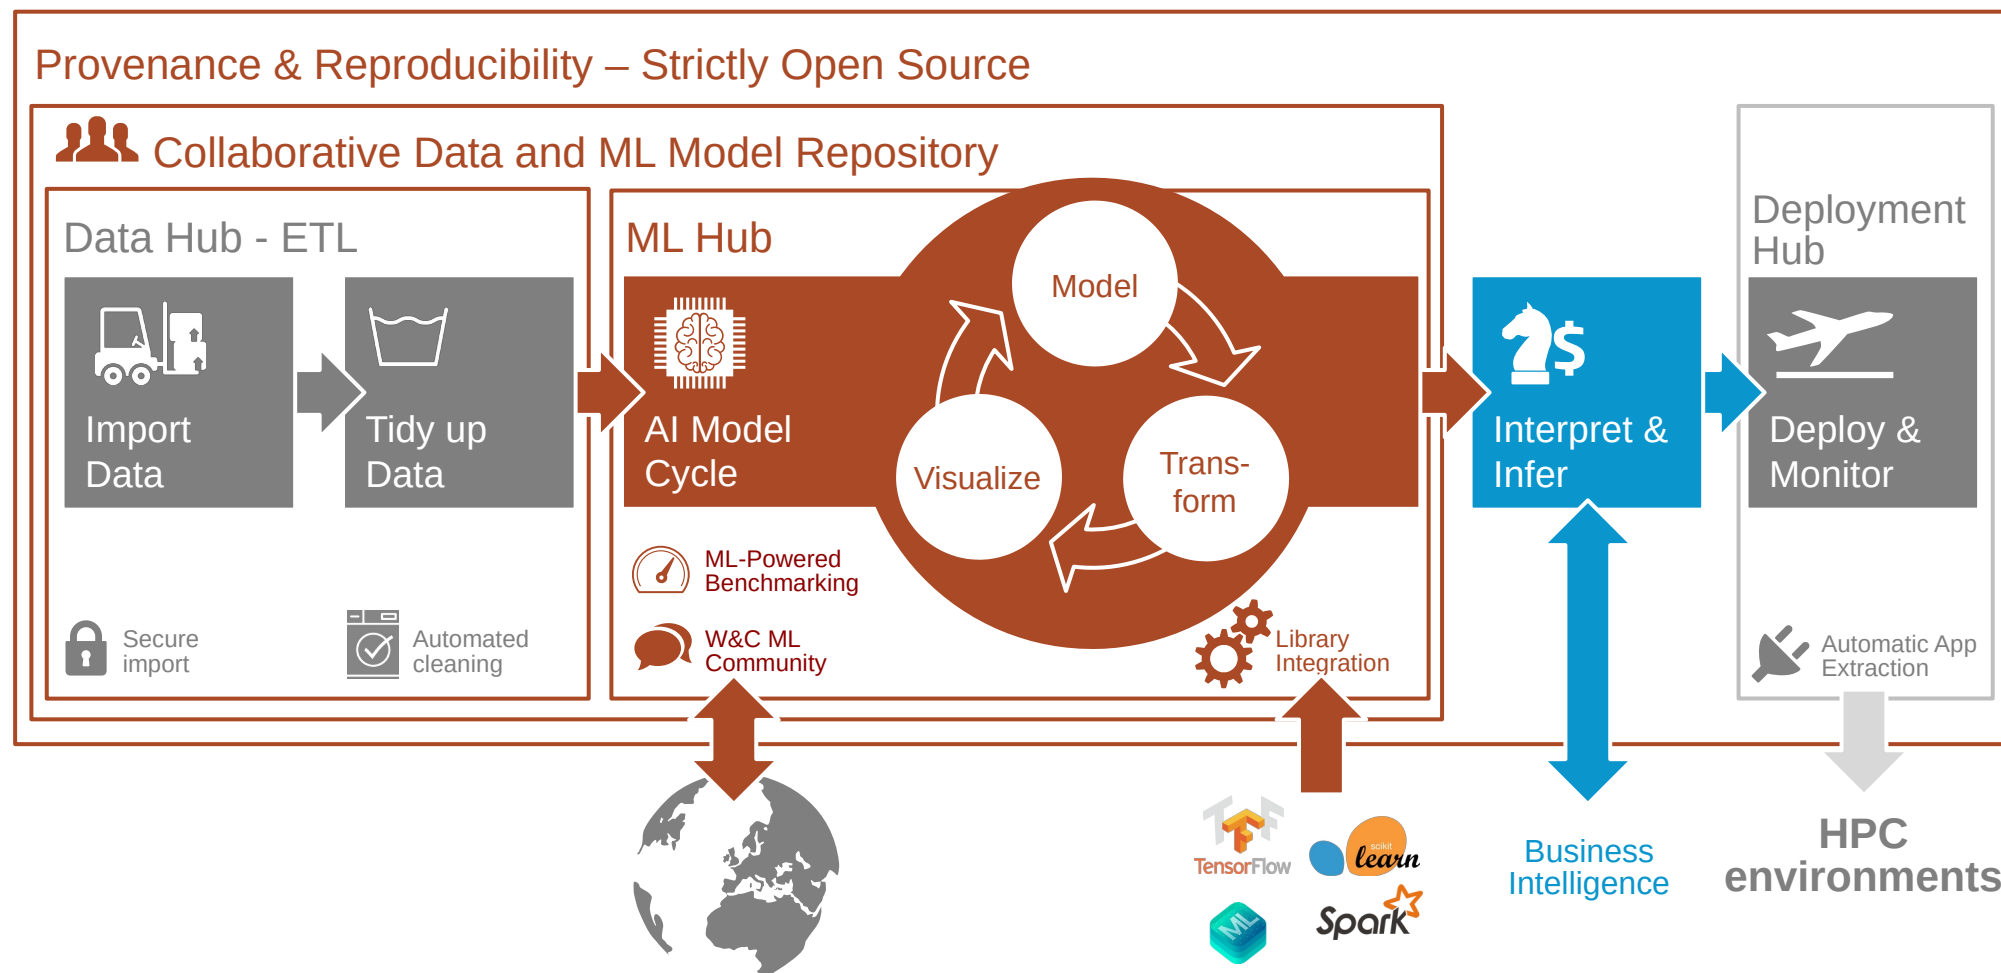 Provenance & Reproducibility – Strictly Open Source
Collaborative Data and ML Model Repository
Data Hub - ETL
Import
Data
Tidy up
Data
Secure
import
Automated
cleaning
ML Hub
AI Model
Cycle
Model
Trans-
form
Visualize
ML-Powered
Benchmarking
W&C ML
Community
Library
Integration
Interpret &
Infer
$
Deployment
Hub
Deploy &
Monitor
Automatic App
Extraction
TensorFlow
scikit
learn
ML
Spark
Business
Intelligence
HPC
environments